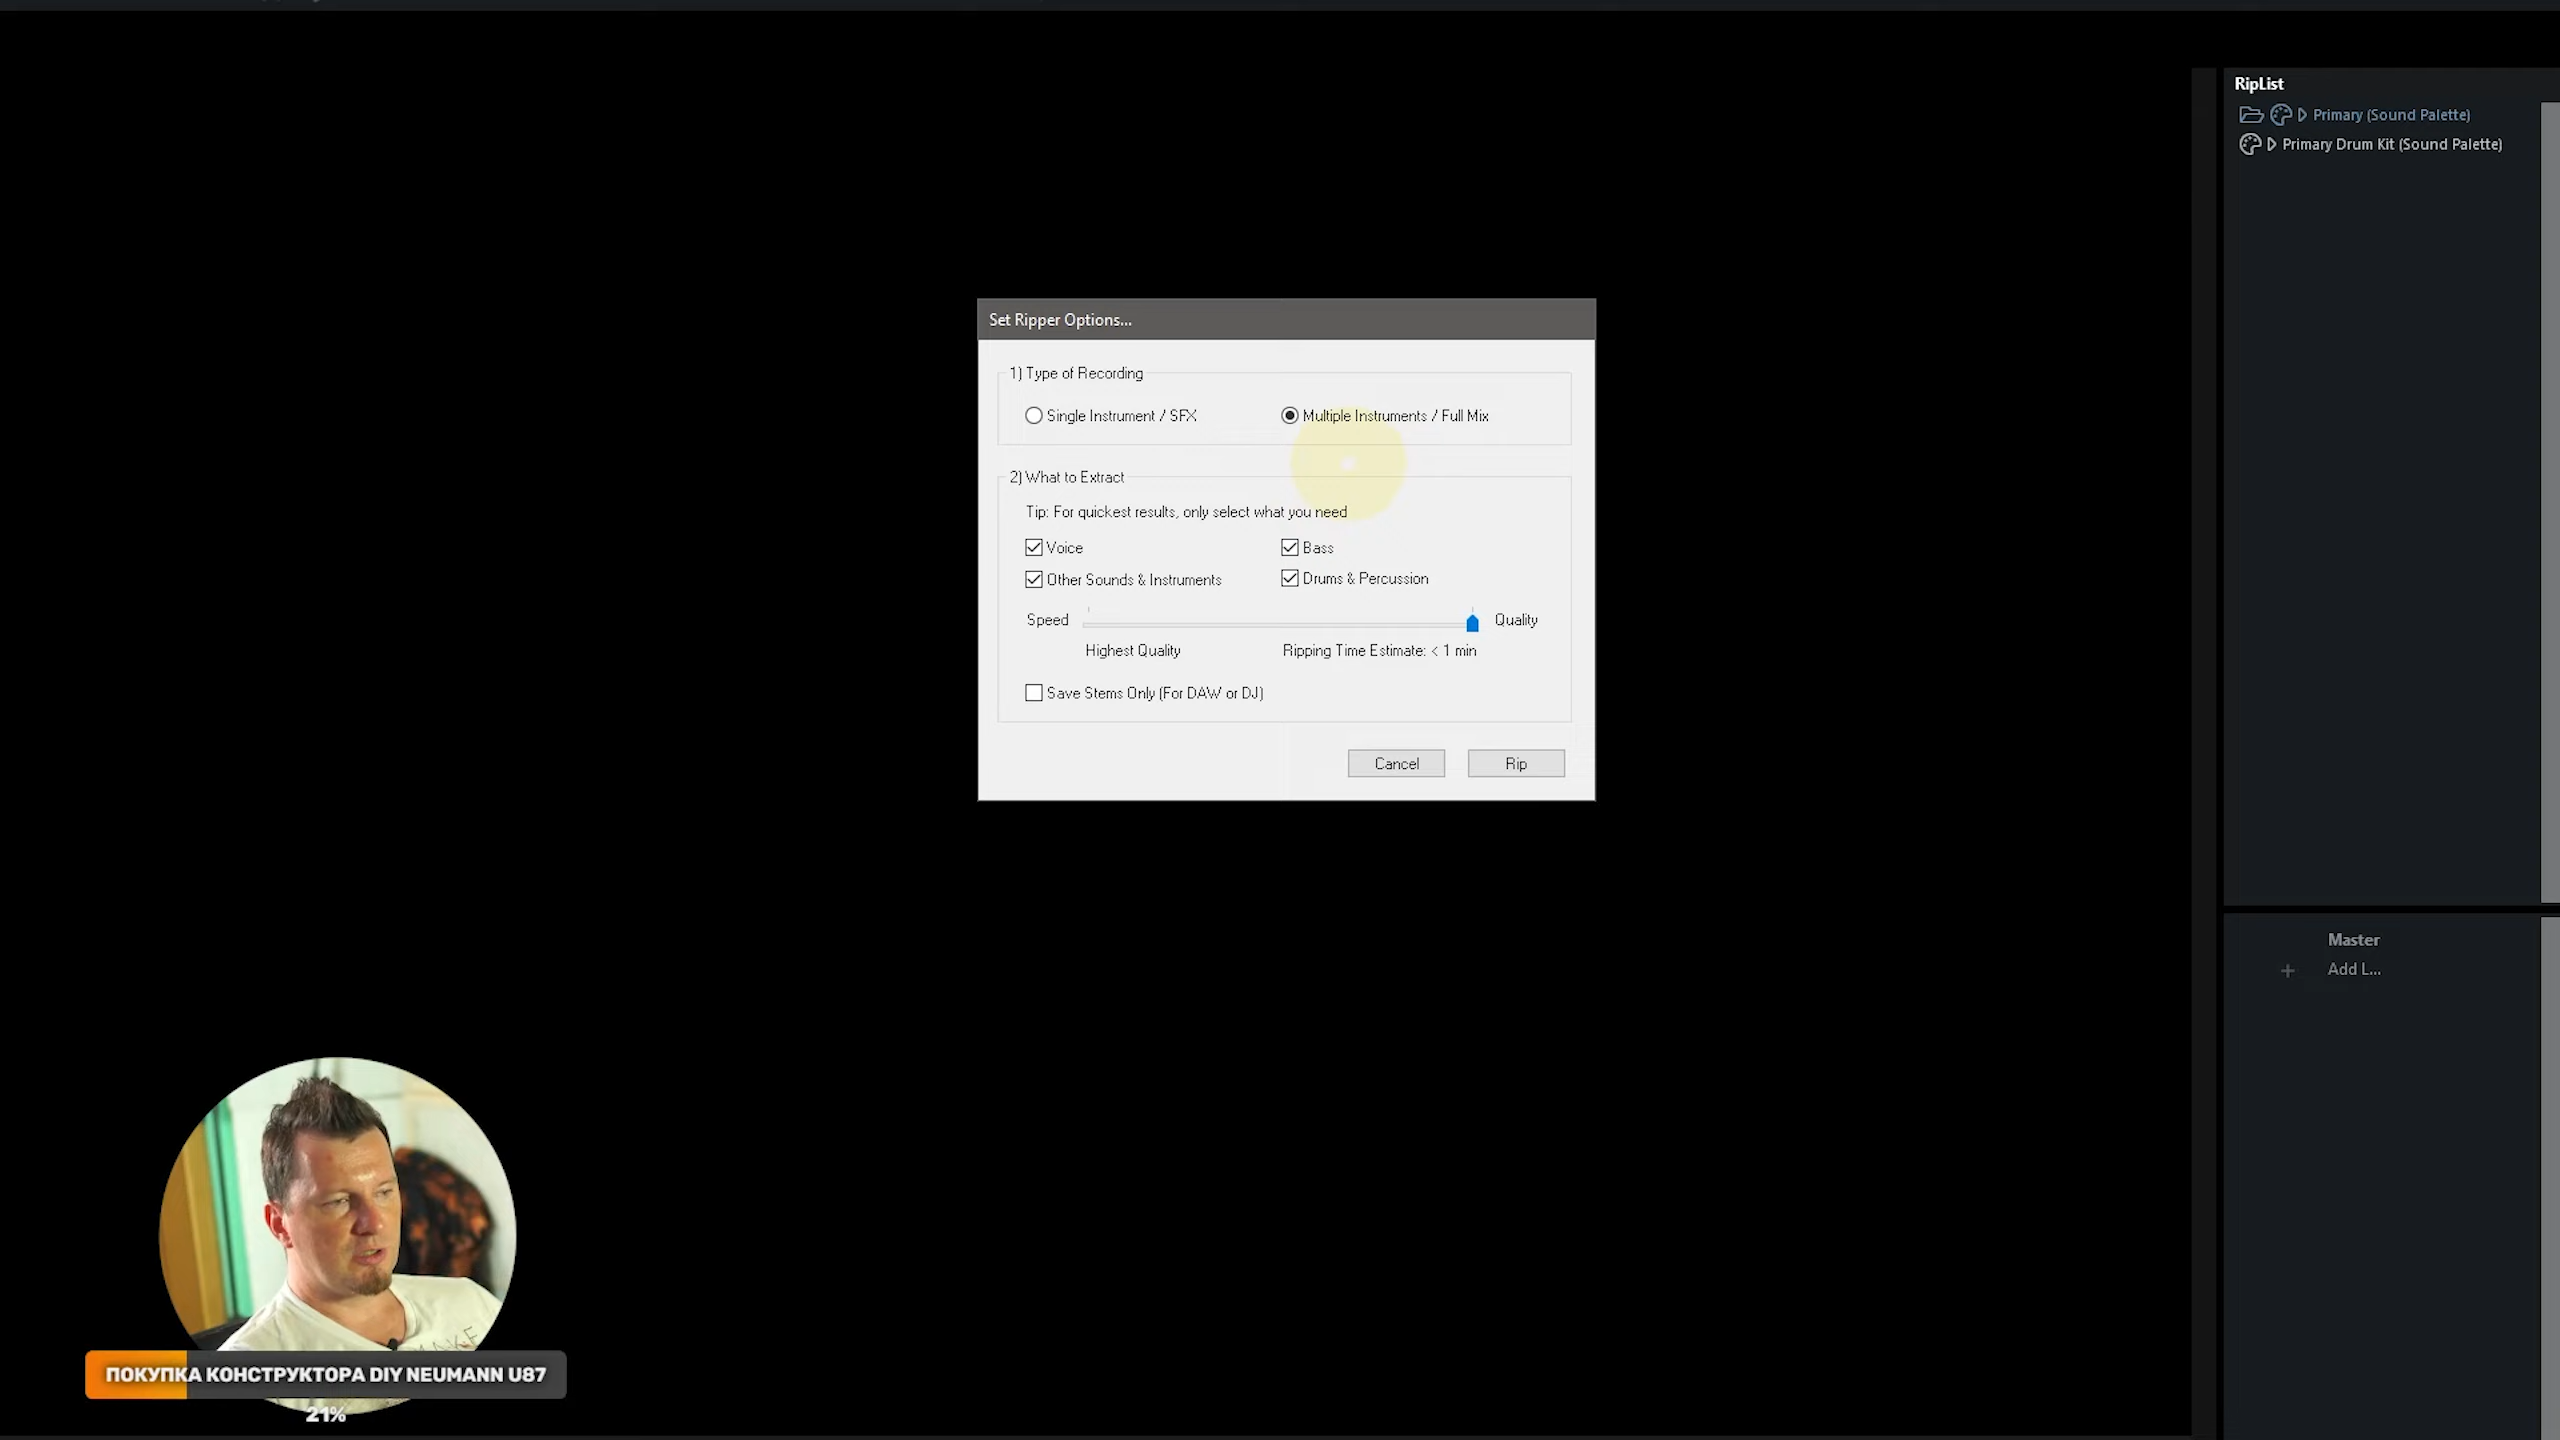 RipList
Primary (Sound Palette)
Primary Drum Kit (Sound Palette)
Set Ripper Options...
1) Type of Recording
Single Instrument / SFX
Multiple Instruments / Full Mix
2) What to Extract
Tip: For quickest results, only select what you need
Voice
Bass
Other Sounds & Instruments
Drums & Percussion
Speed
Quality
Highest Quality
Ripping Time Estimate: < 1 min
Save Stems Only (For DAW or DJ)
Cancel
Rip
Master
+ Add L...
ПОКУПКА КОНСТРУКТОРА DIY NEUMANN U87
21%